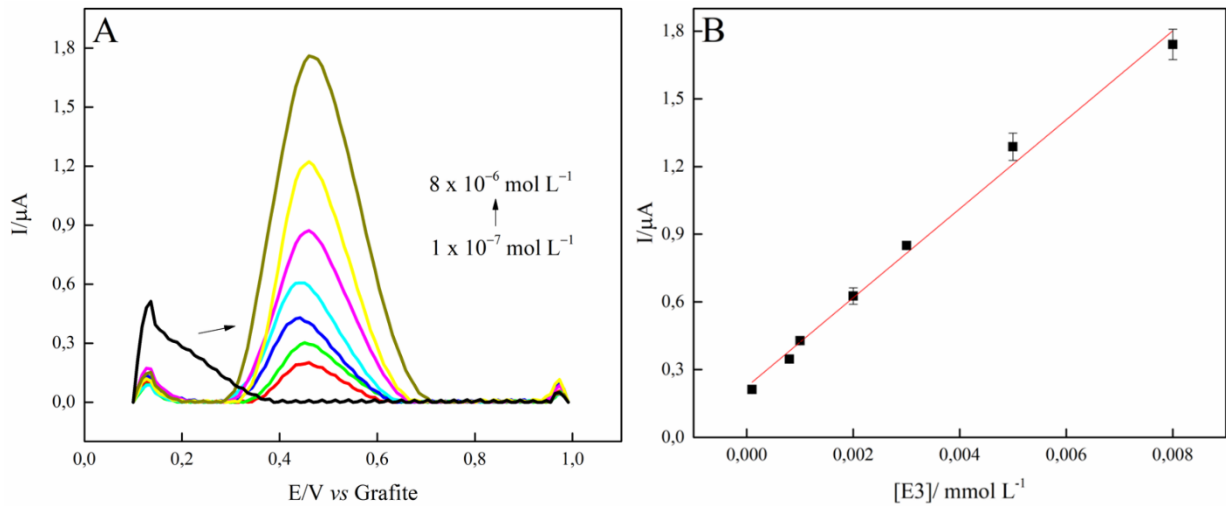 A
1,8
1,5
1,2
0,9
0,6
0,3
0,0
I/µA
8 x 10⁻⁶ mol L⁻¹
1 x 10⁻⁷ mol L⁻¹
0,0 0,2 0,4 0,6 0,8 1,0
E/V vs Grafite
B
1,8
1,5
1,2
0,9
0,6
0,3
0,0
I/µA
0,000 0,002 0,004 0,006 0,008
[E3]/ mmol L⁻¹